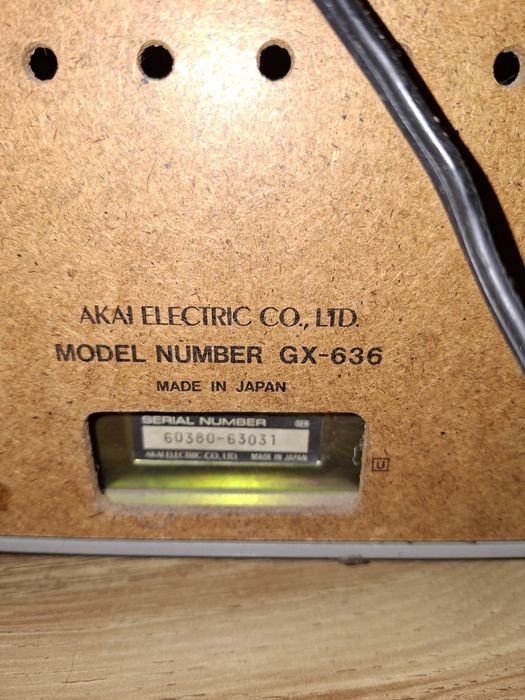 AKAI ELECTRIC CO., LTD.
MODEL NUMBER GX-636
MADE IN JAPAN
SERIAL NUMBER
60380-63031
AKAI ELECTRIC CO., LTD. MADE IN JAPAN
U